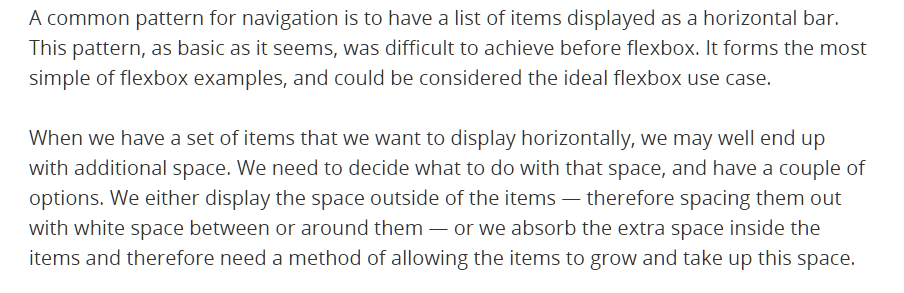 A common pattern for navigation is to have a list of items displayed as a horizontal bar.
This pattern, as basic as it seems, was difficult to achieve before flexbox. It forms the most
simple of flexbox examples, and could be considered the ideal flexbox use case.
When we have a set of items that we want to display horizontally, we may well end up
with additional space. We need to decide what to do with that space, and have a couple of
options. We either display the space outside of the items — therefore spacing them out
with white space between or around them — or we absorb the extra space inside the
items and therefore need a method of allowing the items to grow and take up this space.